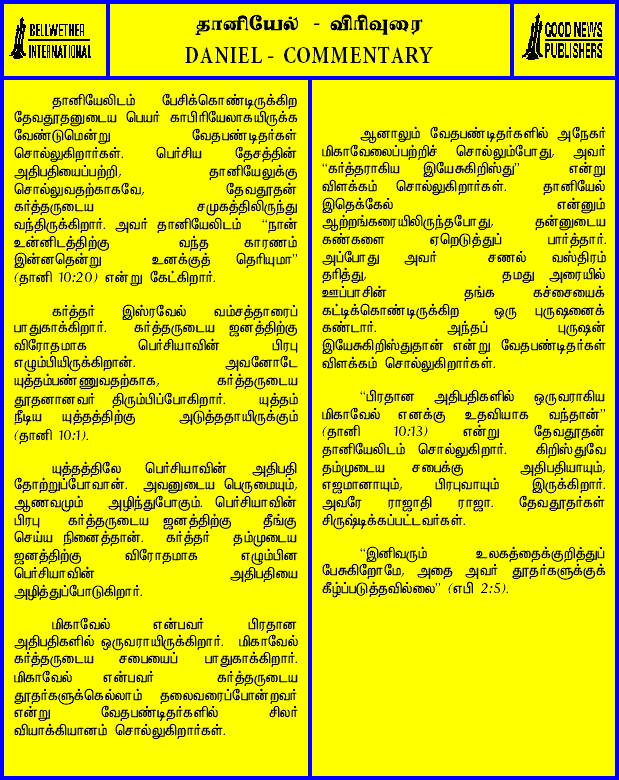 BELLWETHER
INTERNATIONAL
தானியேல் - விரிவுரை
DANIEL - COMMENTARY
GOOD NEWS
PUBLISHERS
தானியேலிடம் பேசிக்கொண்டிருக்கிற
தேவதூதனுடைய பெயர் காபிரியேலாகயிருக்க
வேண்டுமென்று வேதபண்டிதர்கள்
சொல்லுகிறார்கள். பெர்சிய தேசத்தின்
அதிபதியைப்பற்றி, தானியேலுக்கு
சொல்லுவதற்காகவே, தேவதூதன்
கர்த்தருடைய சமுகத்திலிருந்து
வந்திருக்கிறார். அவர் தானியேலிடம் “நான்
உன்னிடத்திற்கு வந்த காரணம்
இன்னதென்று உனக்குத் தெரியுமா”
(தானி 10:20) என்று கேட்கிறார்.
கர்த்தர் இஸ்ரவேல் வம்சத்தாரைப்
பாதுகாக்கிறார். கர்த்தருடைய ஜனத்திற்கு
விரோதமாக பெர்சியாவின் பிரபு
எழும்பியிருக்கிறான். அவனோடே
யுத்தம்பண்ணுவதற்காக, கர்த்தருடைய
தூதனானவர் திரும்பிப்போகிறார். யுத்தம்
நீடிய யுத்தத்திற்கு அடுத்ததாயிருக்கும்
(தானி 10:1).
யுத்தத்திலே பெர்சியாவின் அதிபதி
தோற்றுப்போவான். அவனுடைய பெருமையும்,
ஆணவமும் அழிந்துபோகும். பெர்சியாவின்
பிரபு கர்த்தருடைய ஜனத்திற்கு தீங்கு
செய்ய நினைத்தான். கர்த்தர் தம்முடைய
ஜனத்திற்கு விரோதமாக எழும்பின
பெர்சியாவின் அதிபதியை
அழித்துப்போடுகிறார்.
மிகாவேல் என்பவர் பிரதான
அதிபதிகளில் ஒருவராயிருக்கிறார். மிகாவேல்
கர்த்தருடைய சபையைப் பாதுகாக்கிறார்.
மிகாவேல் என்பவர் கர்த்தருடைய
தூதர்களுக்கெல்லாம் தலைவரைப்போன்றவர்
என்று வேதபண்டிதர்களில் சிலர்
வியாக்கியானம் சொல்லுகிறார்கள்.
ஆனாலும் வேதபண்டிதர்களில் அநேகர்
மிகாவேலைப்பற்றிச் சொல்லும்போது, அவர்
“கர்த்தராகிய இயேசுகிறிஸ்து” என்று
விளக்கம் சொல்லுகிறார்கள். தானியேல்
இதெக்கேல் என்னும்
ஆற்றங்கரையிலிருந்தபோது, தன்னுடைய
கண்களை ஏறெடுத்துப் பார்த்தார்.
அப்போது அவர் சணல் வஸ்திரம்
தரித்து, தமது அரையில்
ஊப்பாசின் தங்க கச்சையைக்
கட்டிக்கொண்டிருக்கிற ஒரு புருஷனைக்
கண்டார். அந்தப் புருஷன்
இயேசுகிறிஸ்துதான் என்று வேதபண்டிதர்கள்
விளக்கம் சொல்லுகிறார்கள்.
“பிரதான அதிபதிகளில் ஒருவராகிய
மிகாவேல் எனக்கு உதவியாக வந்தான்”
(தானி 10:13) என்று தேவதூதன்
தானியேலிடம் சொல்லுகிறார். கிறிஸ்துவே
தம்முடைய சபைக்கு அதிபதியாயும்,
எஜமானாயும், பிரபுவாயும் இருக்கிறார்.
அவரே ராஜாதி ராஜா. தேவதூதர்கள்
சிருஷ்டிக்கப்பட்டவர்கள்.
“இனிவரும் உலகத்தைக்குறித்துப்
பேசுகிறோமே, அதை அவர் தூதர்களுக்குக்
கீழ்ப்படுத்தவில்லை” (எபி 2:5).